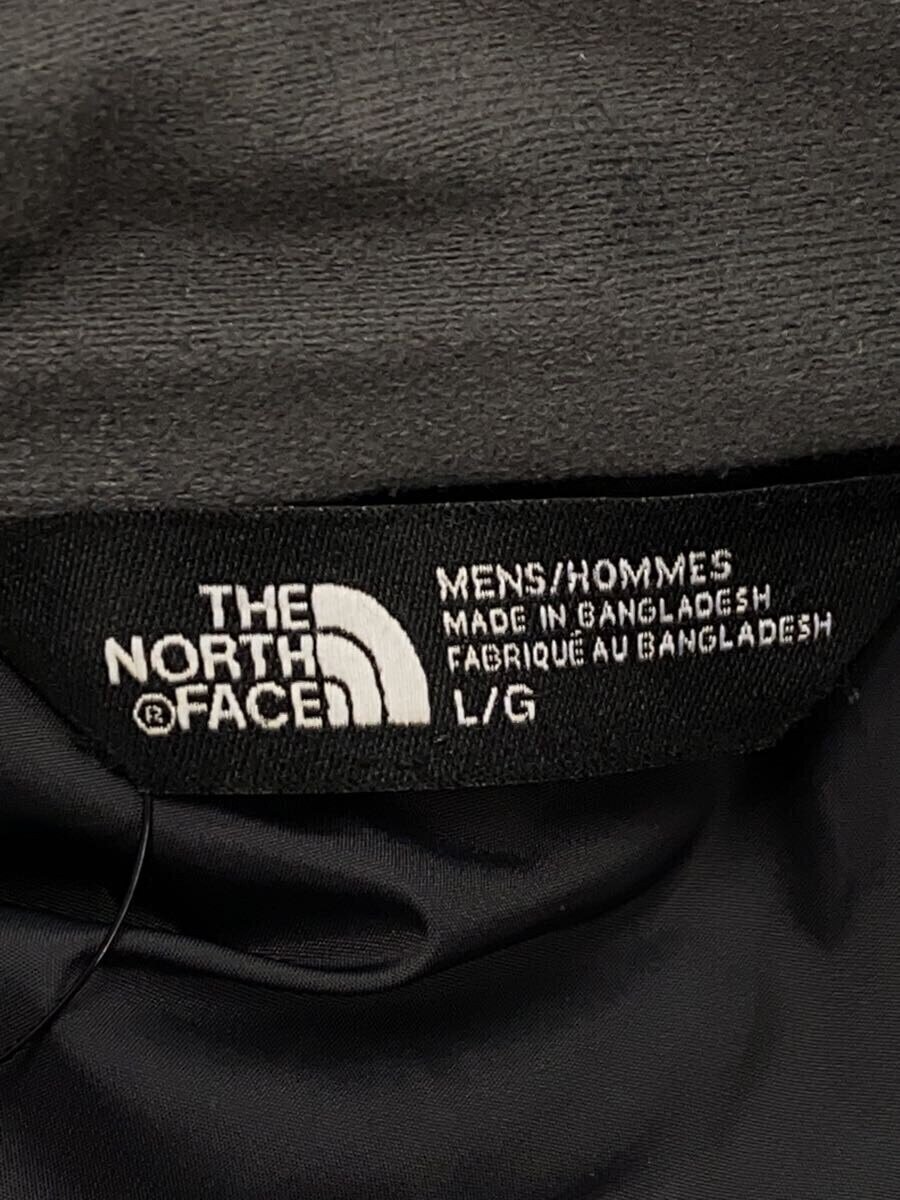 THE
NORTH
®FACE
MENS/HOMMES
MADE IN BANGLADESH
FABRIQUÉ AU BANGLADESH
L/G